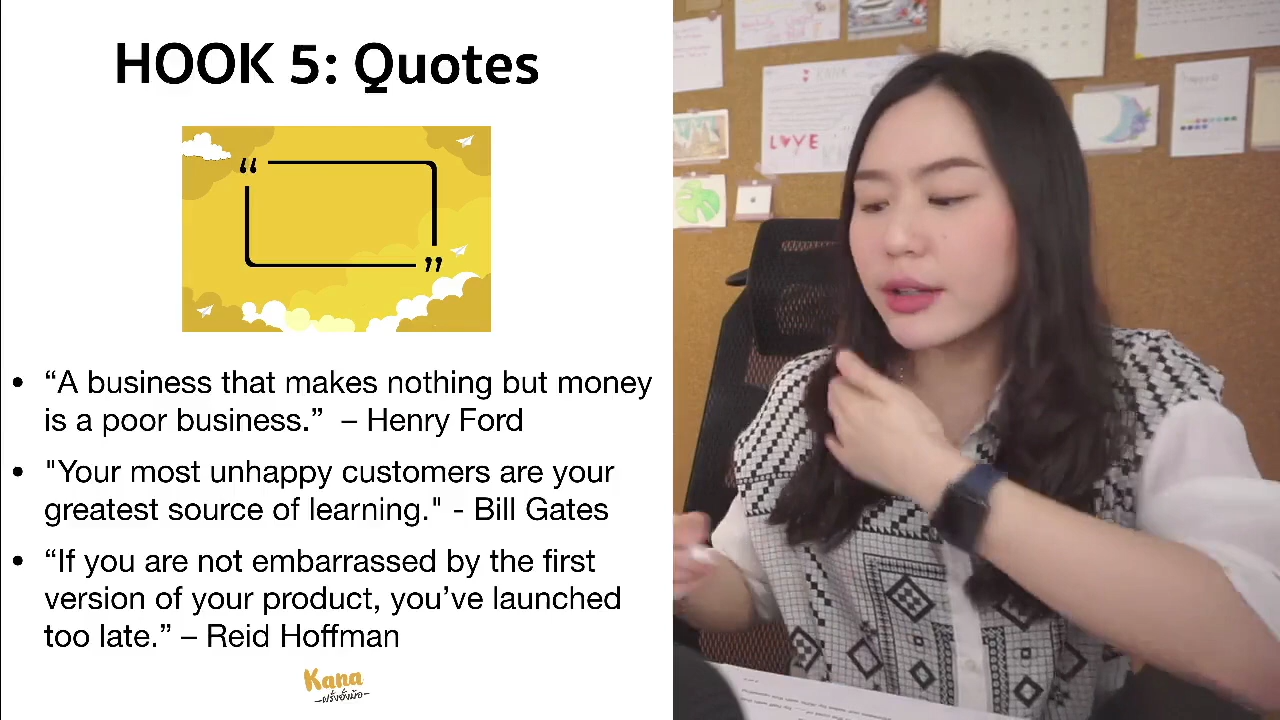 HOOK 5: Quotes
“A business that makes nothing but money
is a poor business.” – Henry Ford
"Your most unhappy customers are your
greatest source of learning." - Bill Gates
“If you are not embarrassed by the first
version of your product, you’ve launched
too late.” – Reid Hoffman
Kana
LOVE